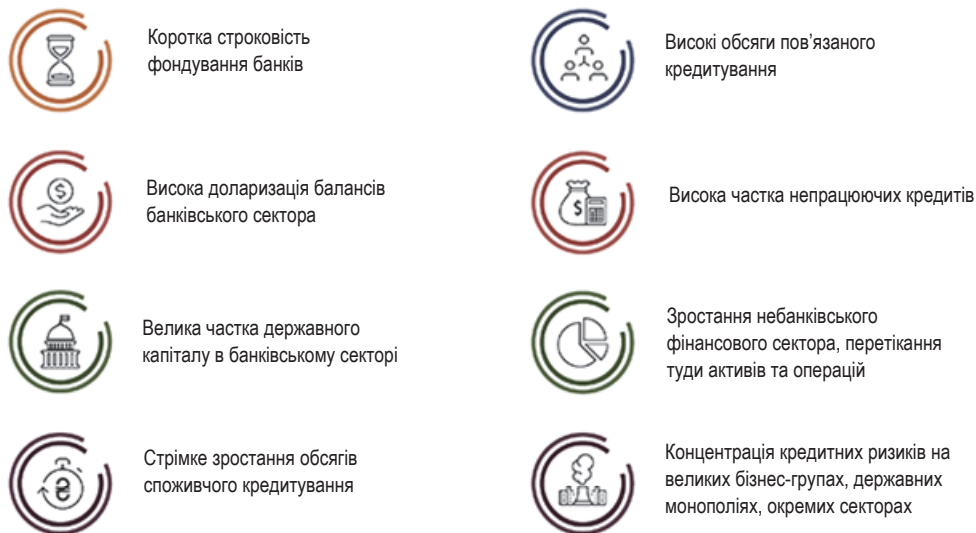 Коротка строковість
фондування банків
Високі обсяги пов’язаного
кредитування
Висока доларизація балансів
банківського сектора
Висока частка непрацюючих кредитів
Велика частка державного
капіталу в банківському секторі
Зростання небанківського
фінансового сектора, перетікання
туди активів та операцій
Стрімке зростання обсягів
споживчого кредитування
Концентрація кредитних ризиків на
великих бізнес-групах, державних
монополіях, окремих секторах